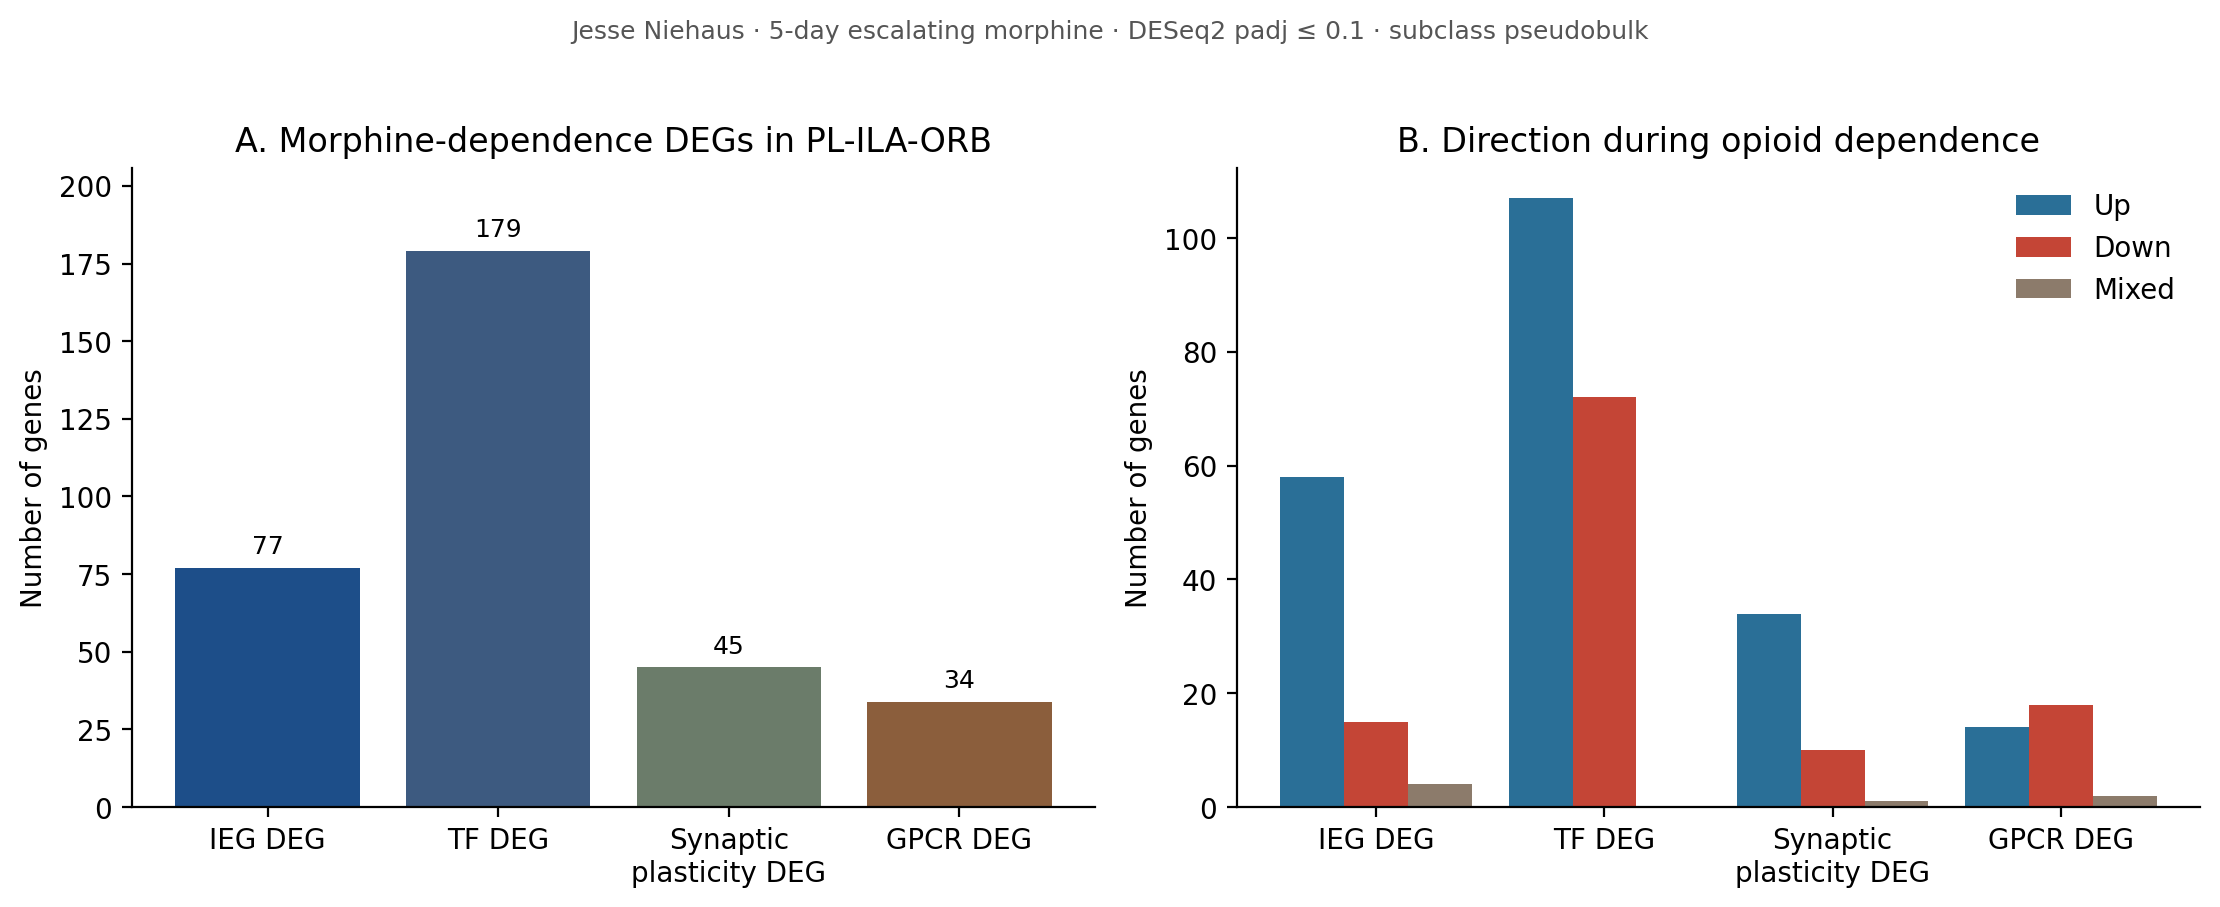 Jesse Niehaus · 5-day escalating morphine · DESeq2 padj ≤ 0.1 · subclass pseudobulk
A. Morphine-dependence DEGs in PL-ILA-ORB
Number of genes
200
175
150
125
100
75
50
25
0
77
179
45
34
IEG DEG
TF DEG
Synaptic
plasticity DEG
GPCR DEG
B. Direction during opioid dependence
Number of genes
100
80
60
40
20
0
Up
Down
Mixed
IEG DEG
TF DEG
Synaptic
plasticity DEG
GPCR DEG